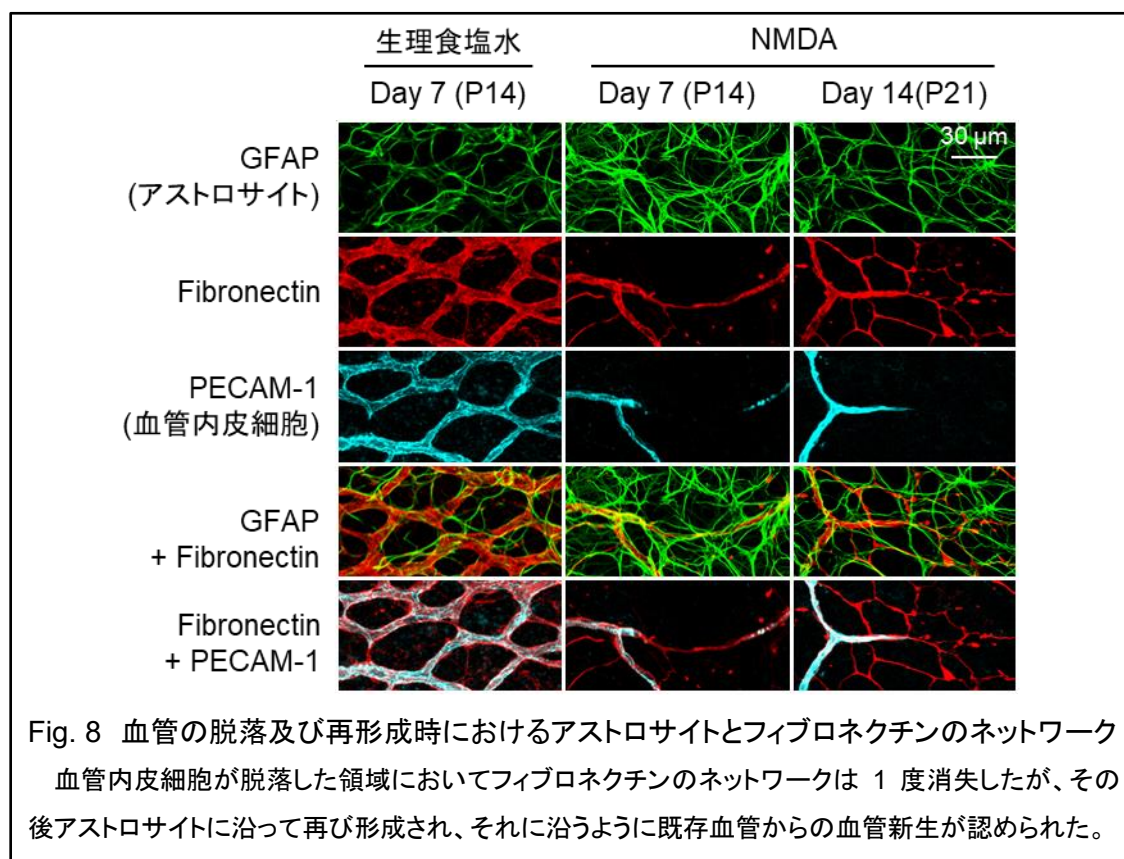 生理食塩水 NMDA
Day 7 (P14) Day 7 (P14) Day 14(P21)
30 μm
GFAP
(アストロサイト)
Fibronectin
PECAM-1
(血管内皮細胞)
GFAP
+ Fibronectin
Fibronectin
+ PECAM-1
Fig. 8 血管の脱落及び再形成時におけるアストロサイトとフィブロネクチンのネットワーク
血管内皮細胞が脱落した領域においてフィブロネクチンのネットワークは 1 度消失したが、その
後アストロサイトに沿って再び形成され、それに沿うように既存血管からの血管新生が認められた。